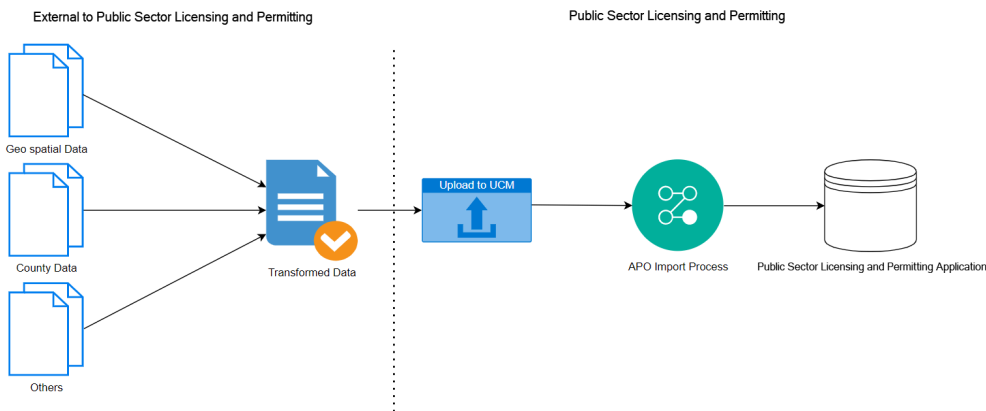 External to Public Sector Licensing and Permitting
Public Sector Licensing and Permitting
Geo spatial Data
County Data
Others
Transformed Data
Upload to UCM
APO Import Process
Public Sector Licensing and Permitting Application